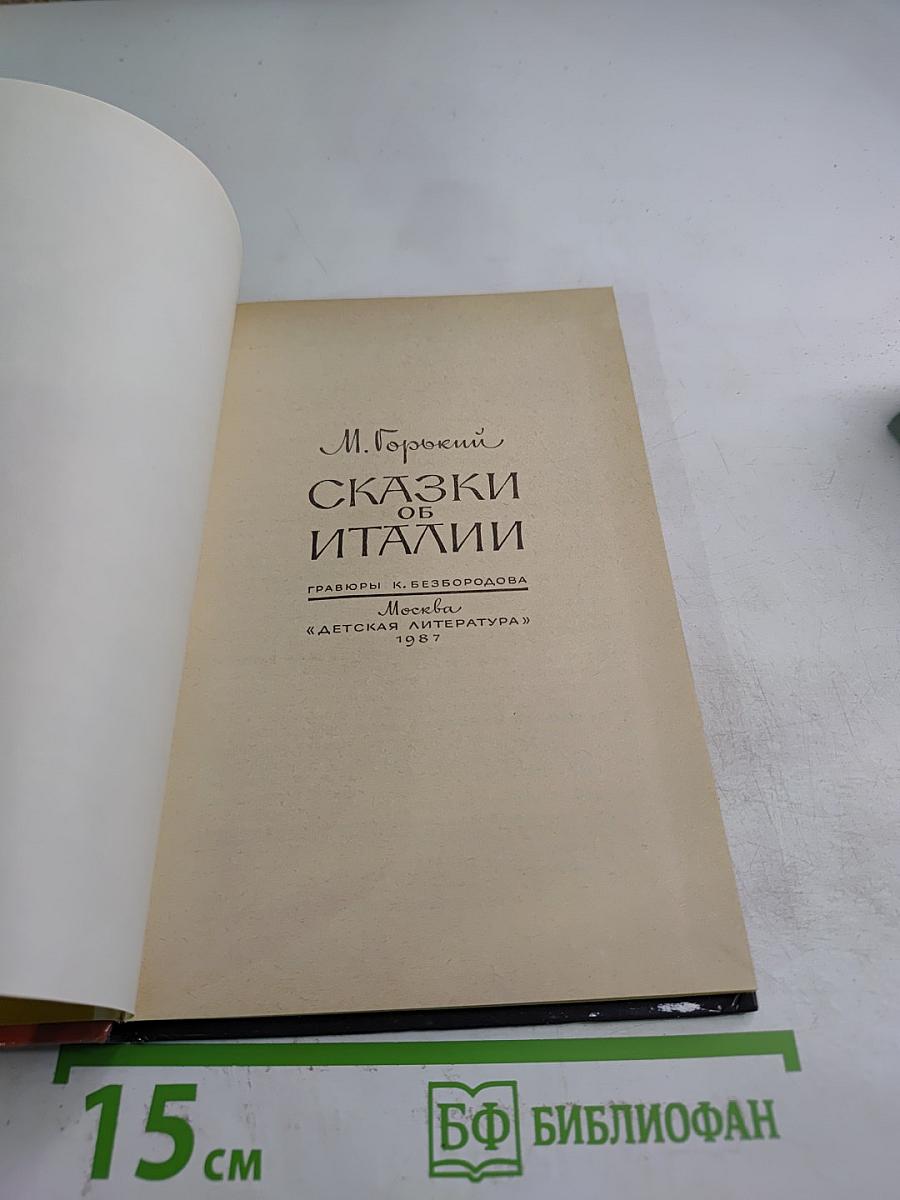 М. Горький
СКАЗКИ
ОБ
ИТАЛИИ
ГРАВЮРЫ К. БЕЗБОРОДОВА
Москва
«ДЕТСКАЯ ЛИТЕРАТУРА»
1987
15 см
БФ БИБЛИОФАН